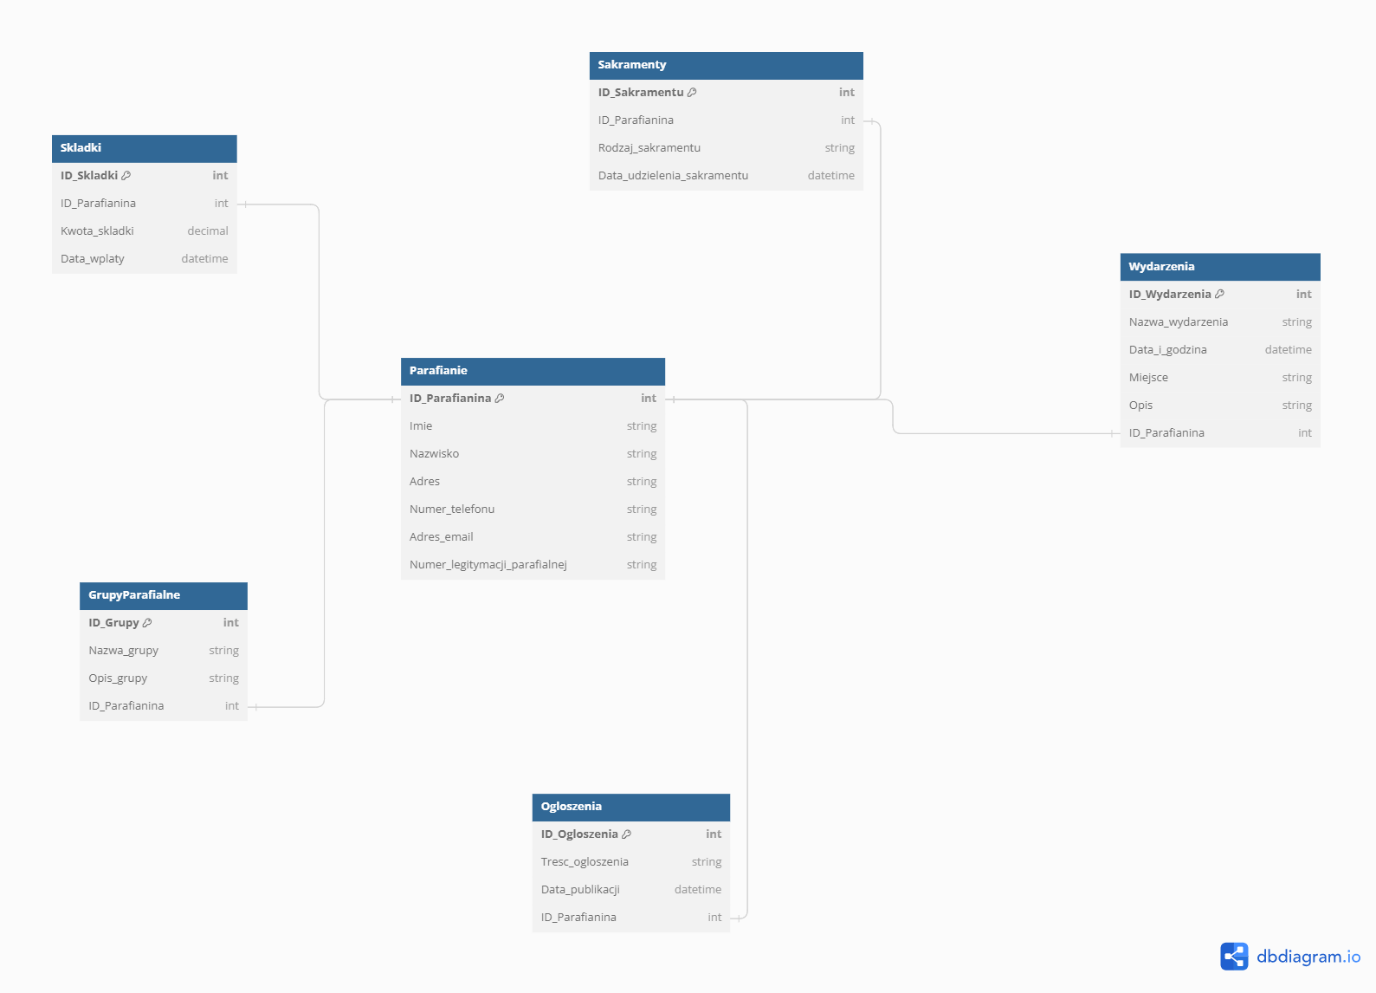 Sakramenty
ID_Sakramentu int
ID_Parafianina int
Rodzaj_sakramentu string
Data_udzielenia_sakramentu datetime
Skladki
ID_Skladki int
ID_Parafianina int
Kwota_skladki decimal
Data_wplaty datetime
Wydarzenia
ID_Wydarzenia int
Nazwa_wydarzenia string
Data_i_godzina datetime
Miejsce string
Opis string
ID_Parafianina int
Parafianie
ID_Parafianina int
Imie string
Nazwisko string
Adres string
Numer_telefonu string
Adres_email string
Numer_legitymacji_parafialnej string
GrupyParafialne
ID_Grupy int
Nazwa_grupy string
Opis_grupy string
ID_Parafianina int
Ogloszenia
ID_Ogloszenia int
Tresc_ogloszenia string
Data_publikacji datetime
ID_Parafianina int
dbdiagram.io